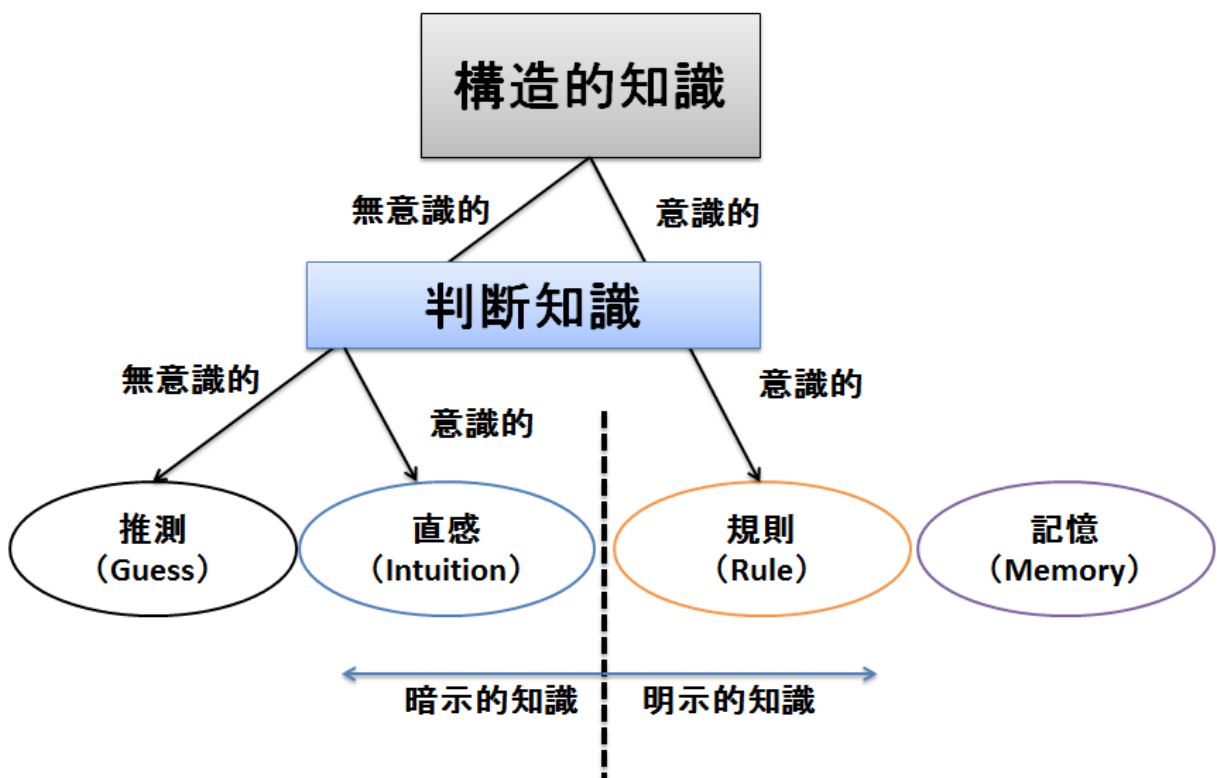 構造的知識
無意識的
意識的
判断知識
無意識的
意識的
意識的
推測
（Guess）
直感
（Intuition）
規則
（Rule）
記憶
（Memory）
暗示的知識
明示的知識